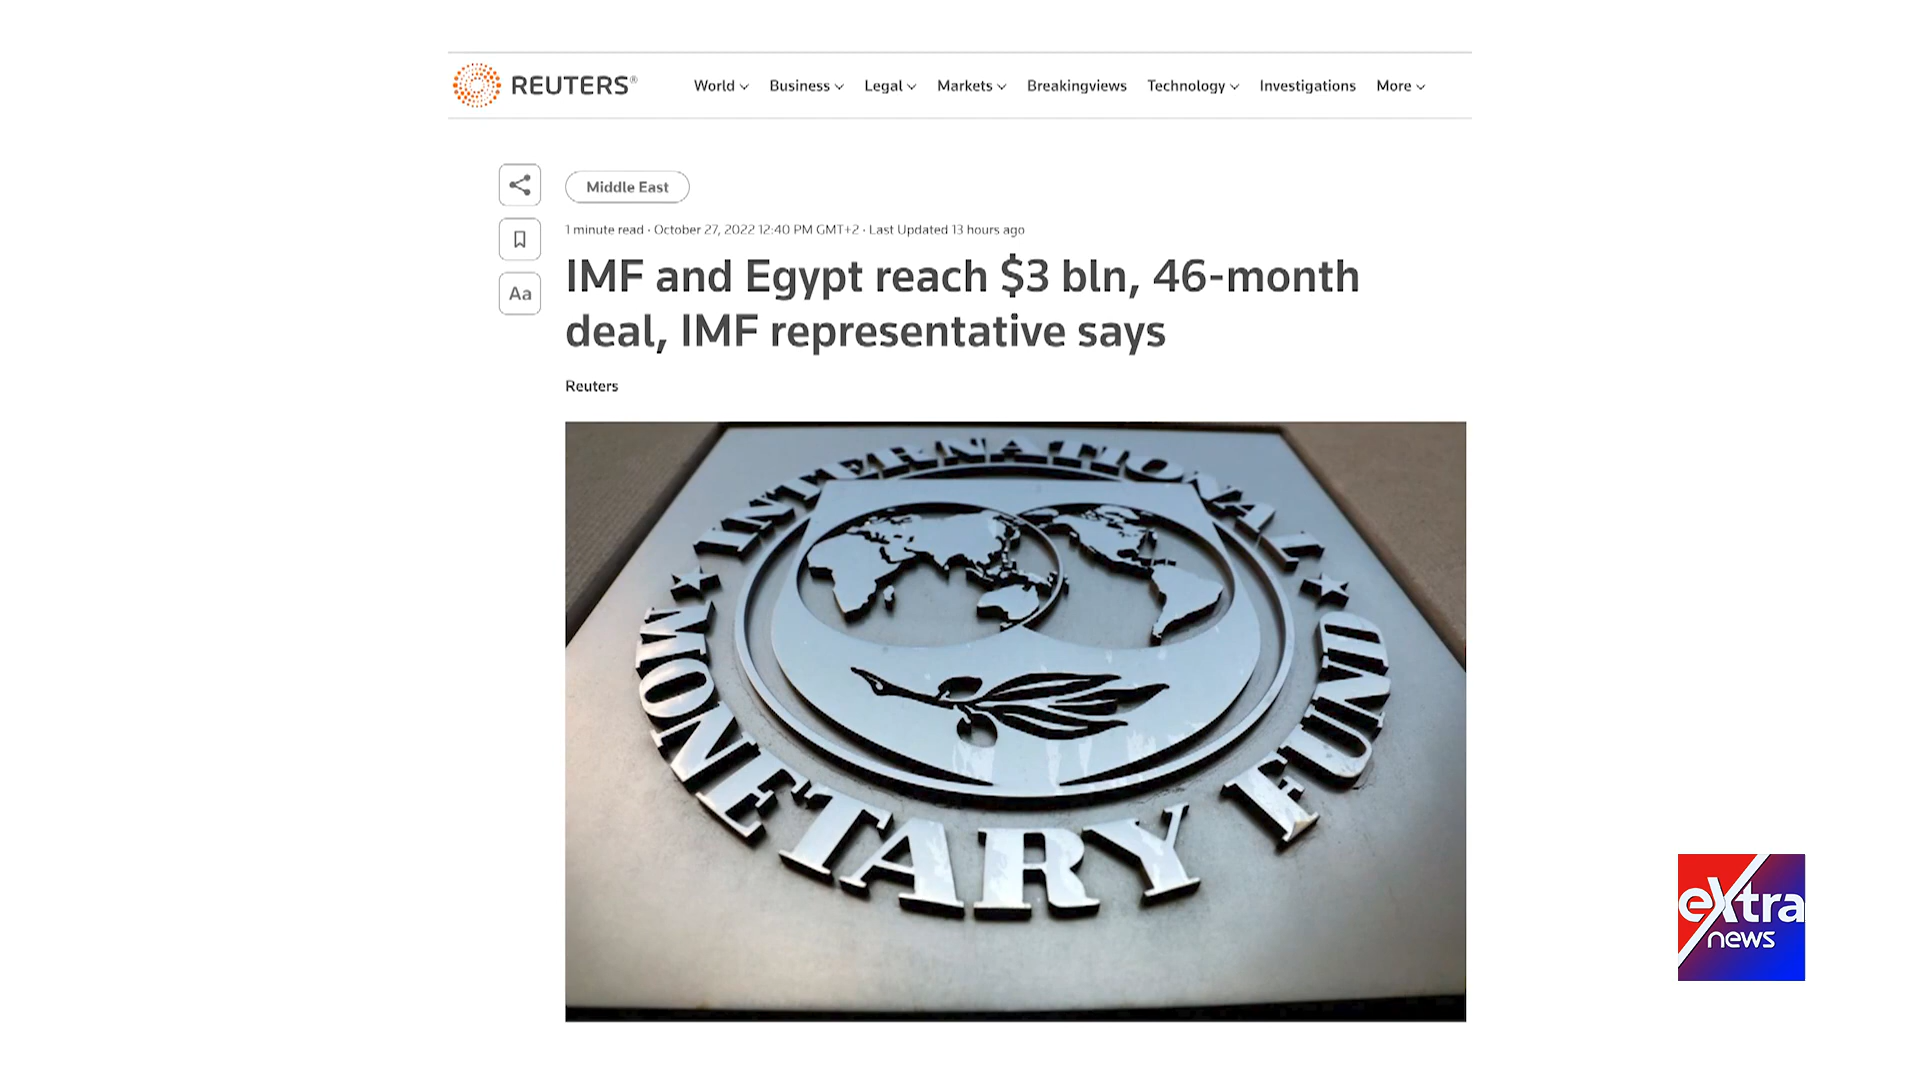 REUTERS®
World Business Legal Markets Breakingviews Technology Investigations More
Middle East
1 minute read · October 27, 2022 12:40 PM GMT+2 · Last Updated 13 hours ago
Aa
IMF and Egypt reach $3 bln, 46-month
deal, IMF representative says
Reuters
INTERNATIONAL
MONETARY FUND
eXtra
news